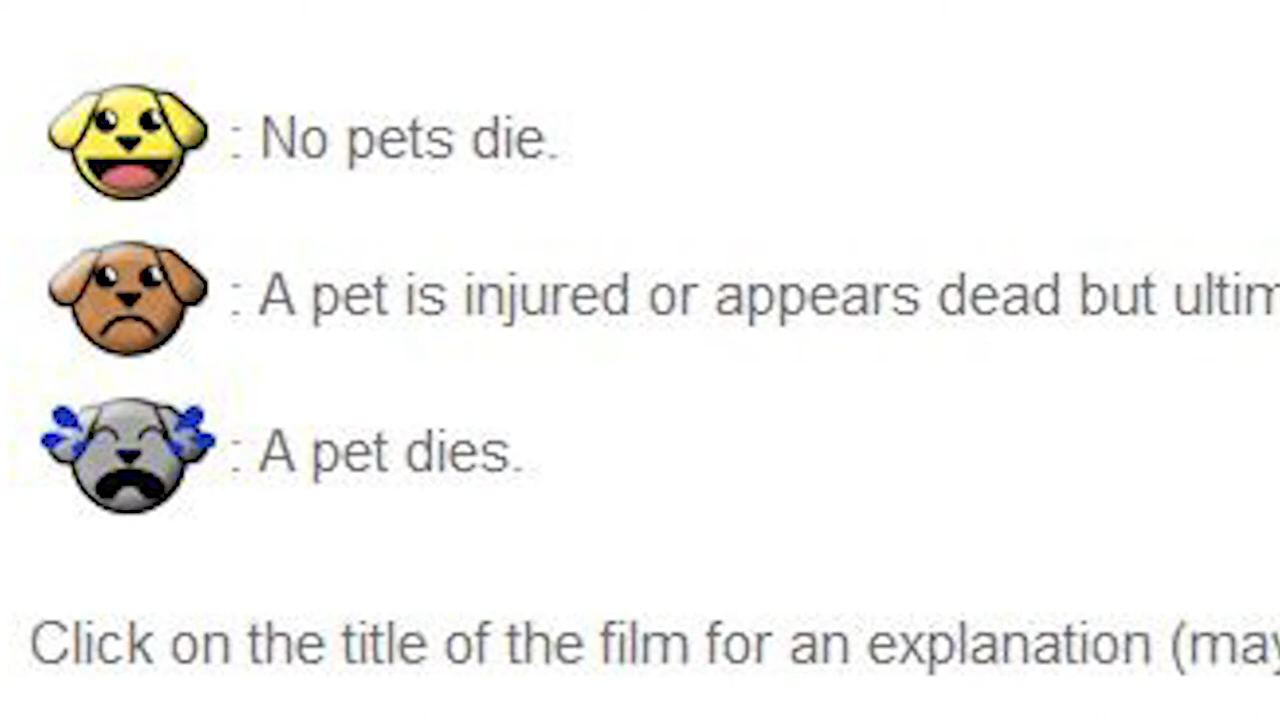 : No pets die.
: A pet is injured or appears dead but ultim
: A pet dies.
Click on the title of the film for an explanation (may